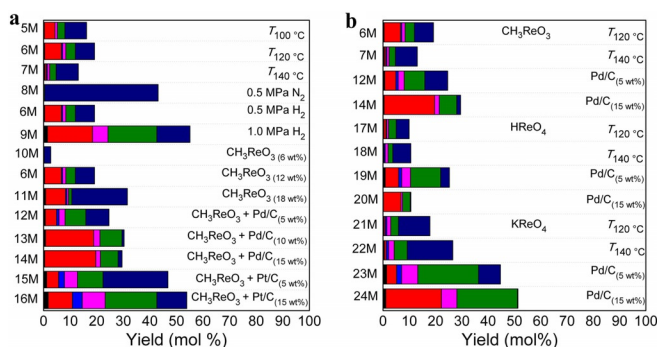 a
5M T100 °C
6M T120 °C
7M T140 °C
8M 0.5 MPa N2
6M 0.5 MPa H2
9M 1.0 MPa H2
10M CH3ReO3 (6 wt%)
6M CH3ReO3 (12 wt%)
11M CH3ReO3 (18 wt%)
12M CH3ReO3 + Pd/C(5 wt%)
13M CH3ReO3 + Pd/C(10 wt%)
14M CH3ReO3 + Pd/C(15 wt%)
15M CH3ReO3 + Pt/C(5 wt%)
16M CH3ReO3 + Pt/C(15 wt%)
0 10 20 30 40 50 60 70 80 90 100
Yield (mol %)
b
6M CH3ReO3 T120 °C
7M T140 °C
12M Pd/C(5 wt%)
14M Pd/C(15 wt%)
17M HReO4 T120 °C
18M T140 °C
19M Pd/C(5 wt%)
20M Pd/C(15 wt%)
21M KReO4 T120 °C
22M T140 °C
23M Pd/C(5 wt%)
24M Pd/C(15 wt%)
0 10 20 30 40 50 60 70 80 90 100
Yield (mol%)